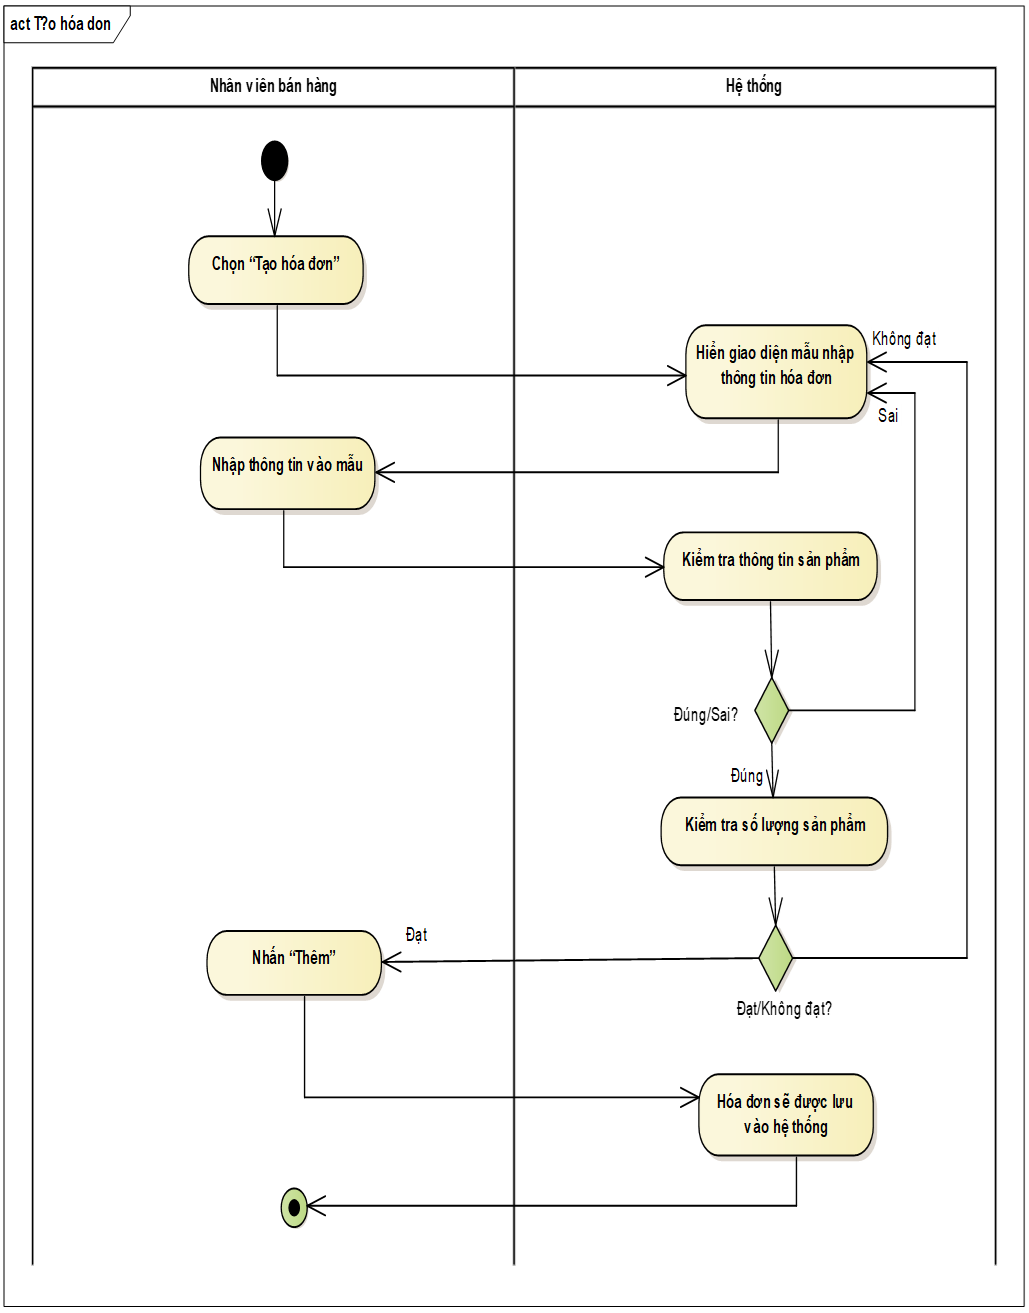 act T?o hóa don
Nhân viên bán hàng
Hệ thống
Chọn “Tạo hóa đơn”
Hiển giao diện mẫu nhập
thông tin hóa đơn
Không đạt
Sai
Nhập thông tin vào mẫu
Kiểm tra thông tin sản phẩm
Đúng/Sai?
Đúng
Kiểm tra số lượng sản phẩm
Đạt
Nhấn “Thêm”
Đạt/Không đạt?
Hóa đơn sẽ được lưu
vào hệ thống